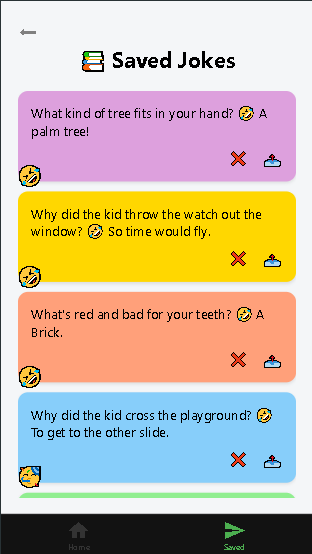 📚 Saved Jokes
What kind of tree fits in your hand? 🤣 A
palm tree!
Why did the kid throw the watch out the
window? 🤣 So time would fly.
What's red and bad for your teeth? 🤣 A
Brick.
Why did the kid cross the playground? 🤣
To get to the other slide.
Home
Saved